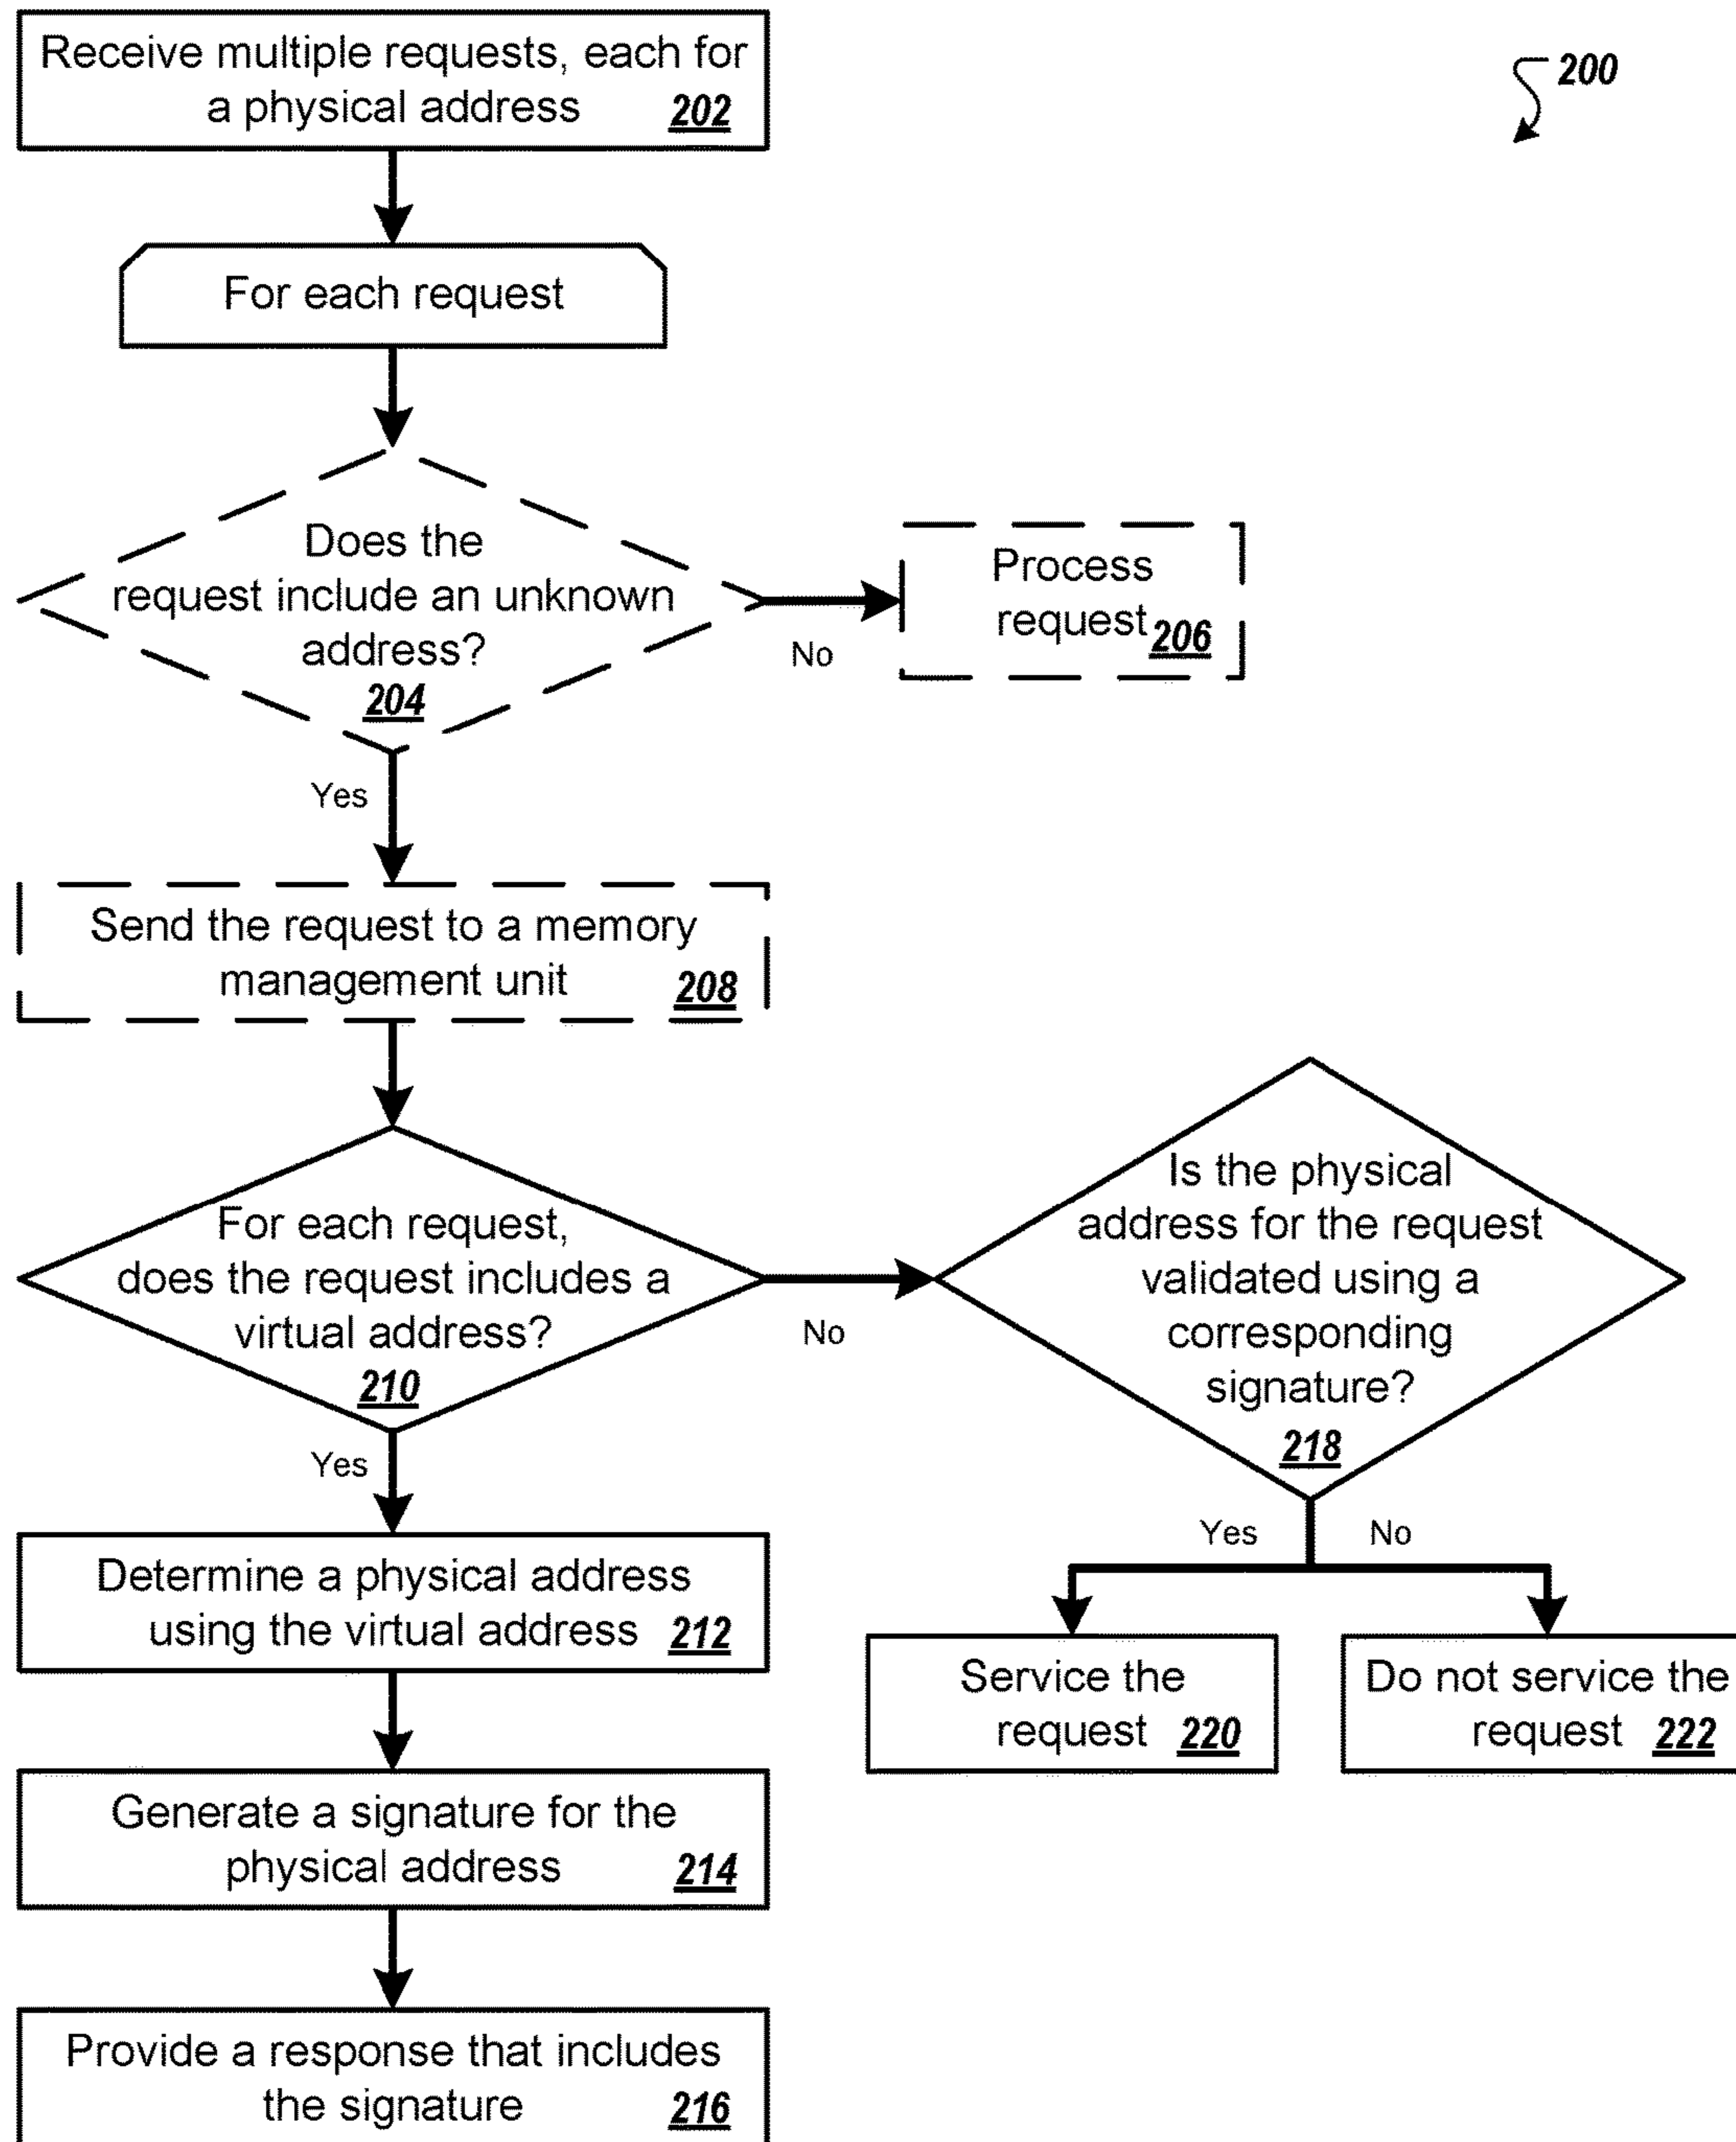 Receive multiple requests, each for
a physical address 202
200
For each request
Does the
request include an unknown
address?
204
No
Process
request 206
Yes
Send the request to a memory
management unit 208
For each request,
does the request includes a
virtual address?
210
No
Is the physical
address for the request
validated using a
corresponding
signature?
218
Yes
Yes No
Determine a physical address
using the virtual address 212
Service the
request 220
Do not service the
request 222
Generate a signature for the
physical address 214
Provide a response that includes
the signature 216